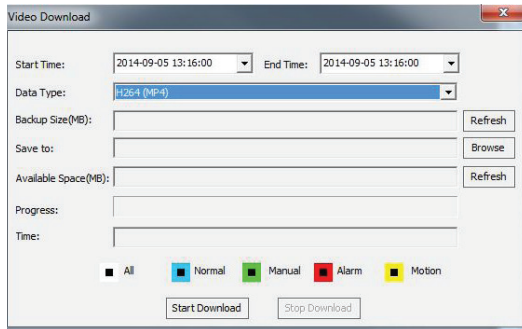 Video Download
Start Time: 2014-09-05 13:16:00 End Time: 2014-09-05 13:16:00
Data Type: H264 (MP4)
Backup Size(MB): Refresh
Save to: Browse
Available Space(MB): Refresh
Progress:
Time:
All Normal Manual Alarm Motion
Start Download Stop Download